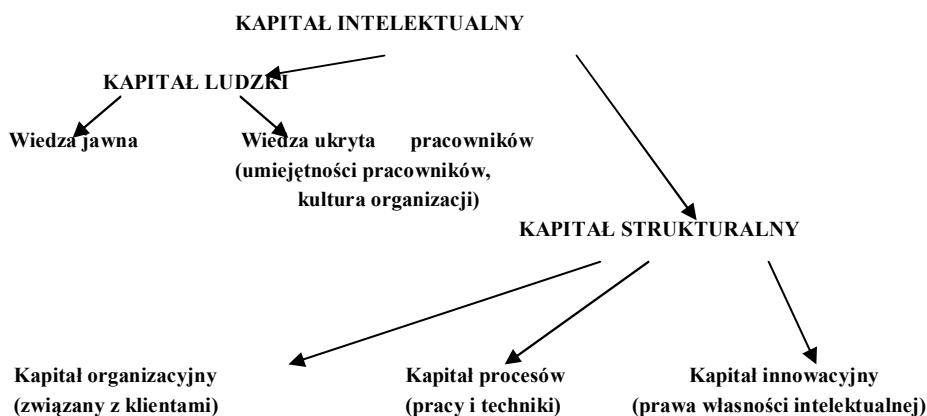 KAPITAŁ INTELEKTUALNY
KAPITAŁ LUDZKI
Wiedza jawna
Wiedza ukryta pracowników
(umiejętności pracowników,
kultura organizacji)
KAPITAŁ STRUKTURALNY
Kapitał organizacyjny
(związany z klientami)
Kapitał procesów
(pracy i techniki)
Kapitał innowacyjny
(prawa własności intelektualnej)